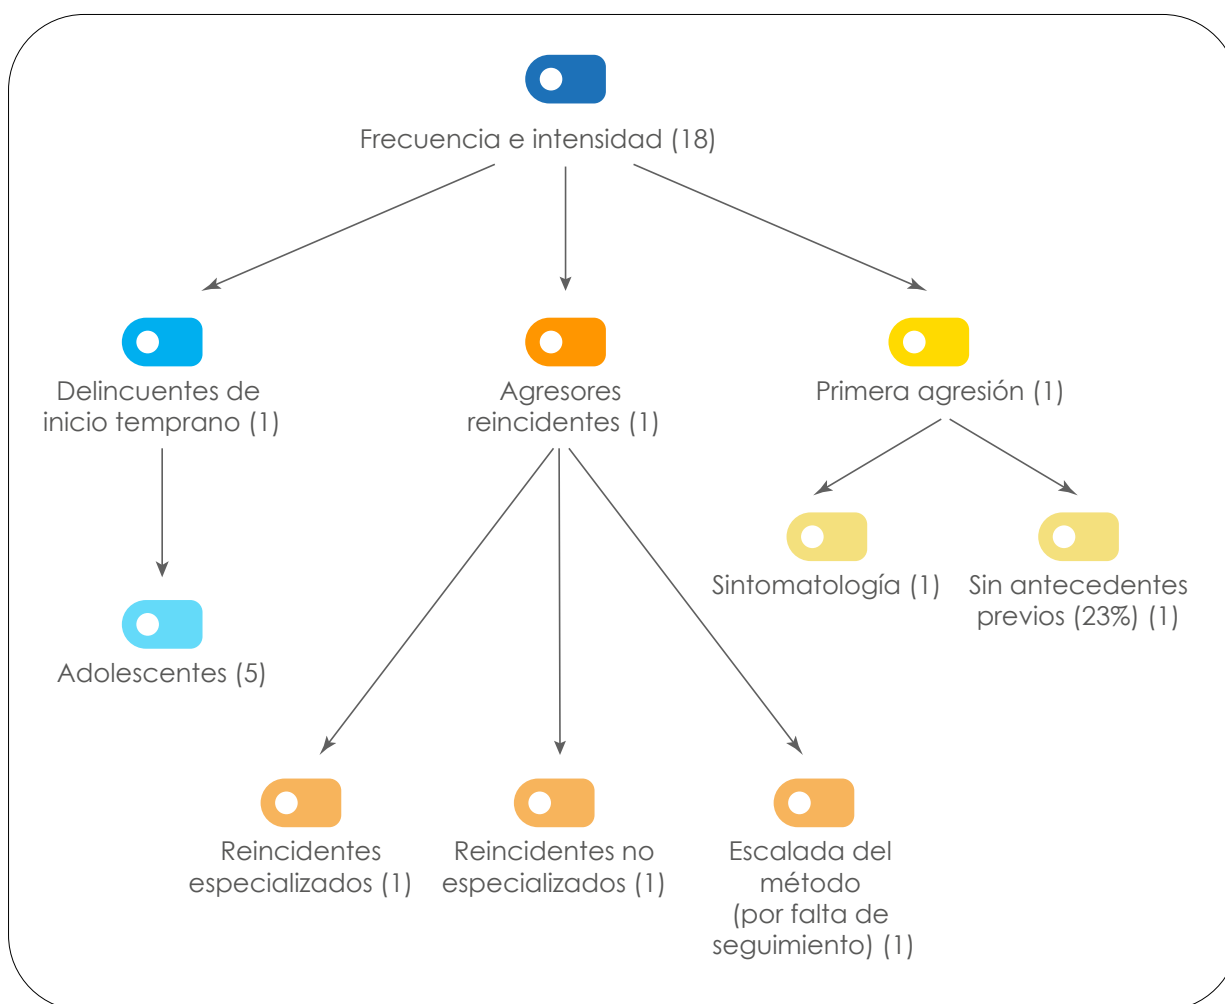 Frecuencia e intensidad (18)
Delincuentes de
inicio temprano (1)
Agresores
reincidentes (1)
Primera agresión (1)
Sintomatología (1)
Sin antecedentes
previos (23%) (1)
Adolescentes (5)
Reincidentes
especializados (1)
Reincidentes no
especializados (1)
Escalada del
método
(por falta de
seguimiento) (1)